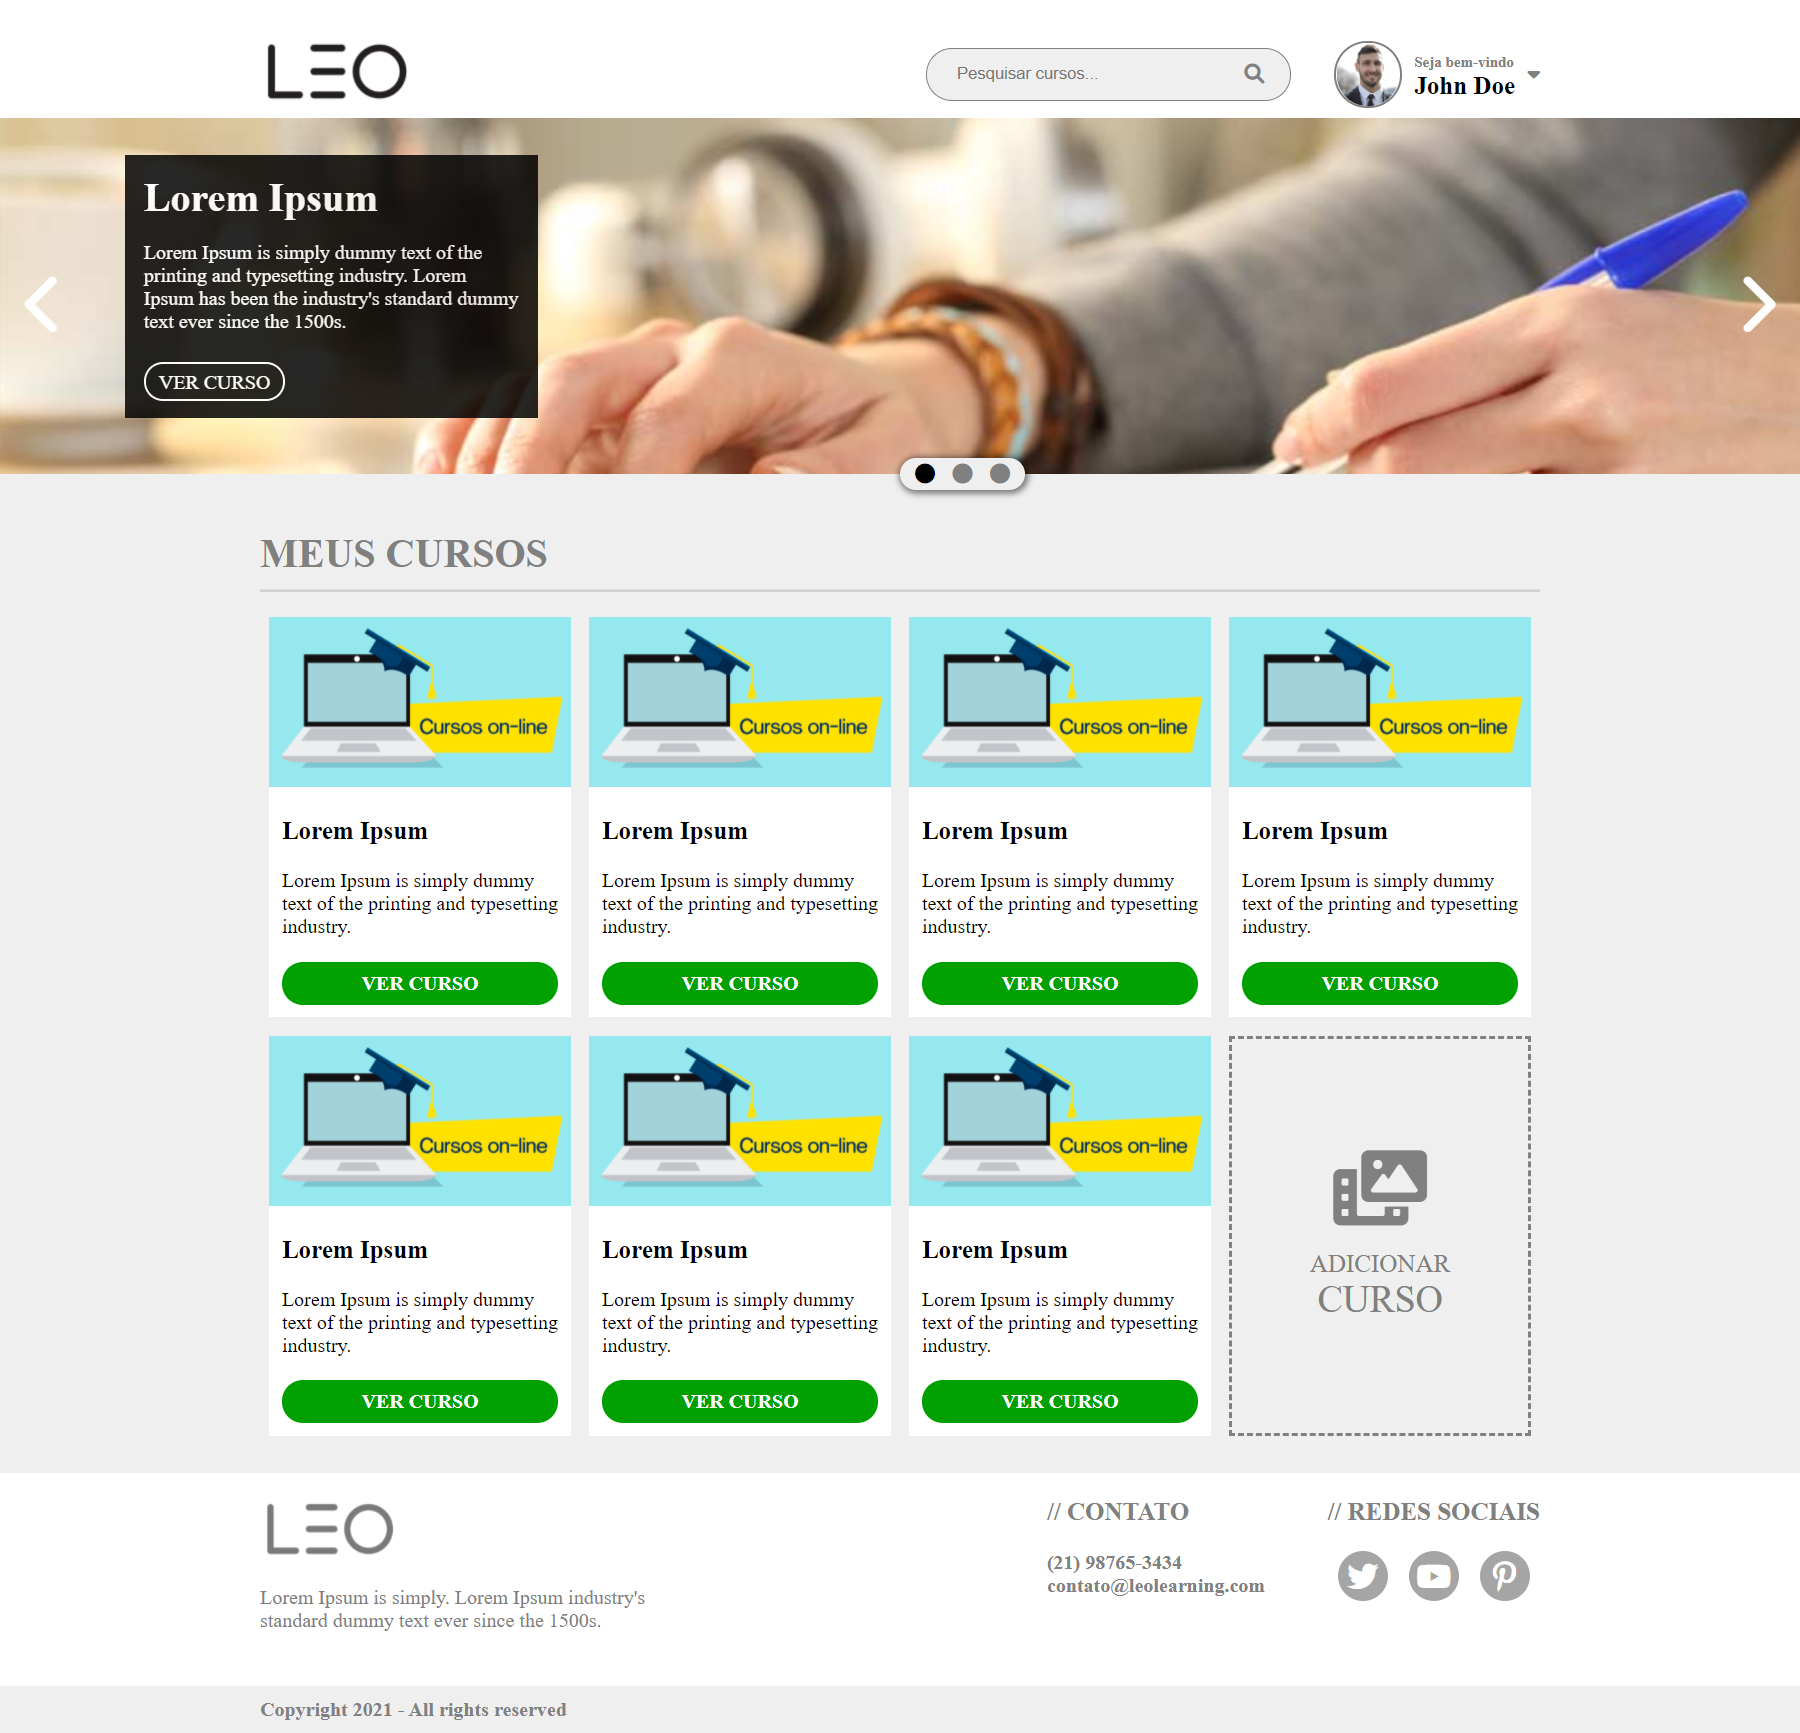 LEO
Pesquisar cursos...
Seja bem-vindo
John Doe
Lorem Ipsum
Lorem Ipsum is simply dummy text of the
printing and typesetting industry. Lorem
Ipsum has been the industry's standard dummy
text ever since the 1500s.
VER CURSO
MEUS CURSOS
Cursos on-line
Lorem Ipsum
Lorem Ipsum is simply dummy
text of the printing and typesetting
industry.
VER CURSO
Cursos on-line
Lorem Ipsum
Lorem Ipsum is simply dummy
text of the printing and typesetting
industry.
VER CURSO
Cursos on-line
Lorem Ipsum
Lorem Ipsum is simply dummy
text of the printing and typesetting
industry.
VER CURSO
Cursos on-line
Lorem Ipsum
Lorem Ipsum is simply dummy
text of the printing and typesetting
industry.
VER CURSO
Cursos on-line
Lorem Ipsum
Lorem Ipsum is simply dummy
text of the printing and typesetting
industry.
VER CURSO
Cursos on-line
Lorem Ipsum
Lorem Ipsum is simply dummy
text of the printing and typesetting
industry.
VER CURSO
Cursos on-line
Lorem Ipsum
Lorem Ipsum is simply dummy
text of the printing and typesetting
industry.
VER CURSO
ADICIONAR
CURSO
LEO
Lorem Ipsum is simply. Lorem Ipsum industry's
standard dummy text ever since the 1500s.
// CONTATO
(21) 98765-3434
contato@leolearning.com
// REDES SOCIAIS
Copyright 2021 - All rights reserved